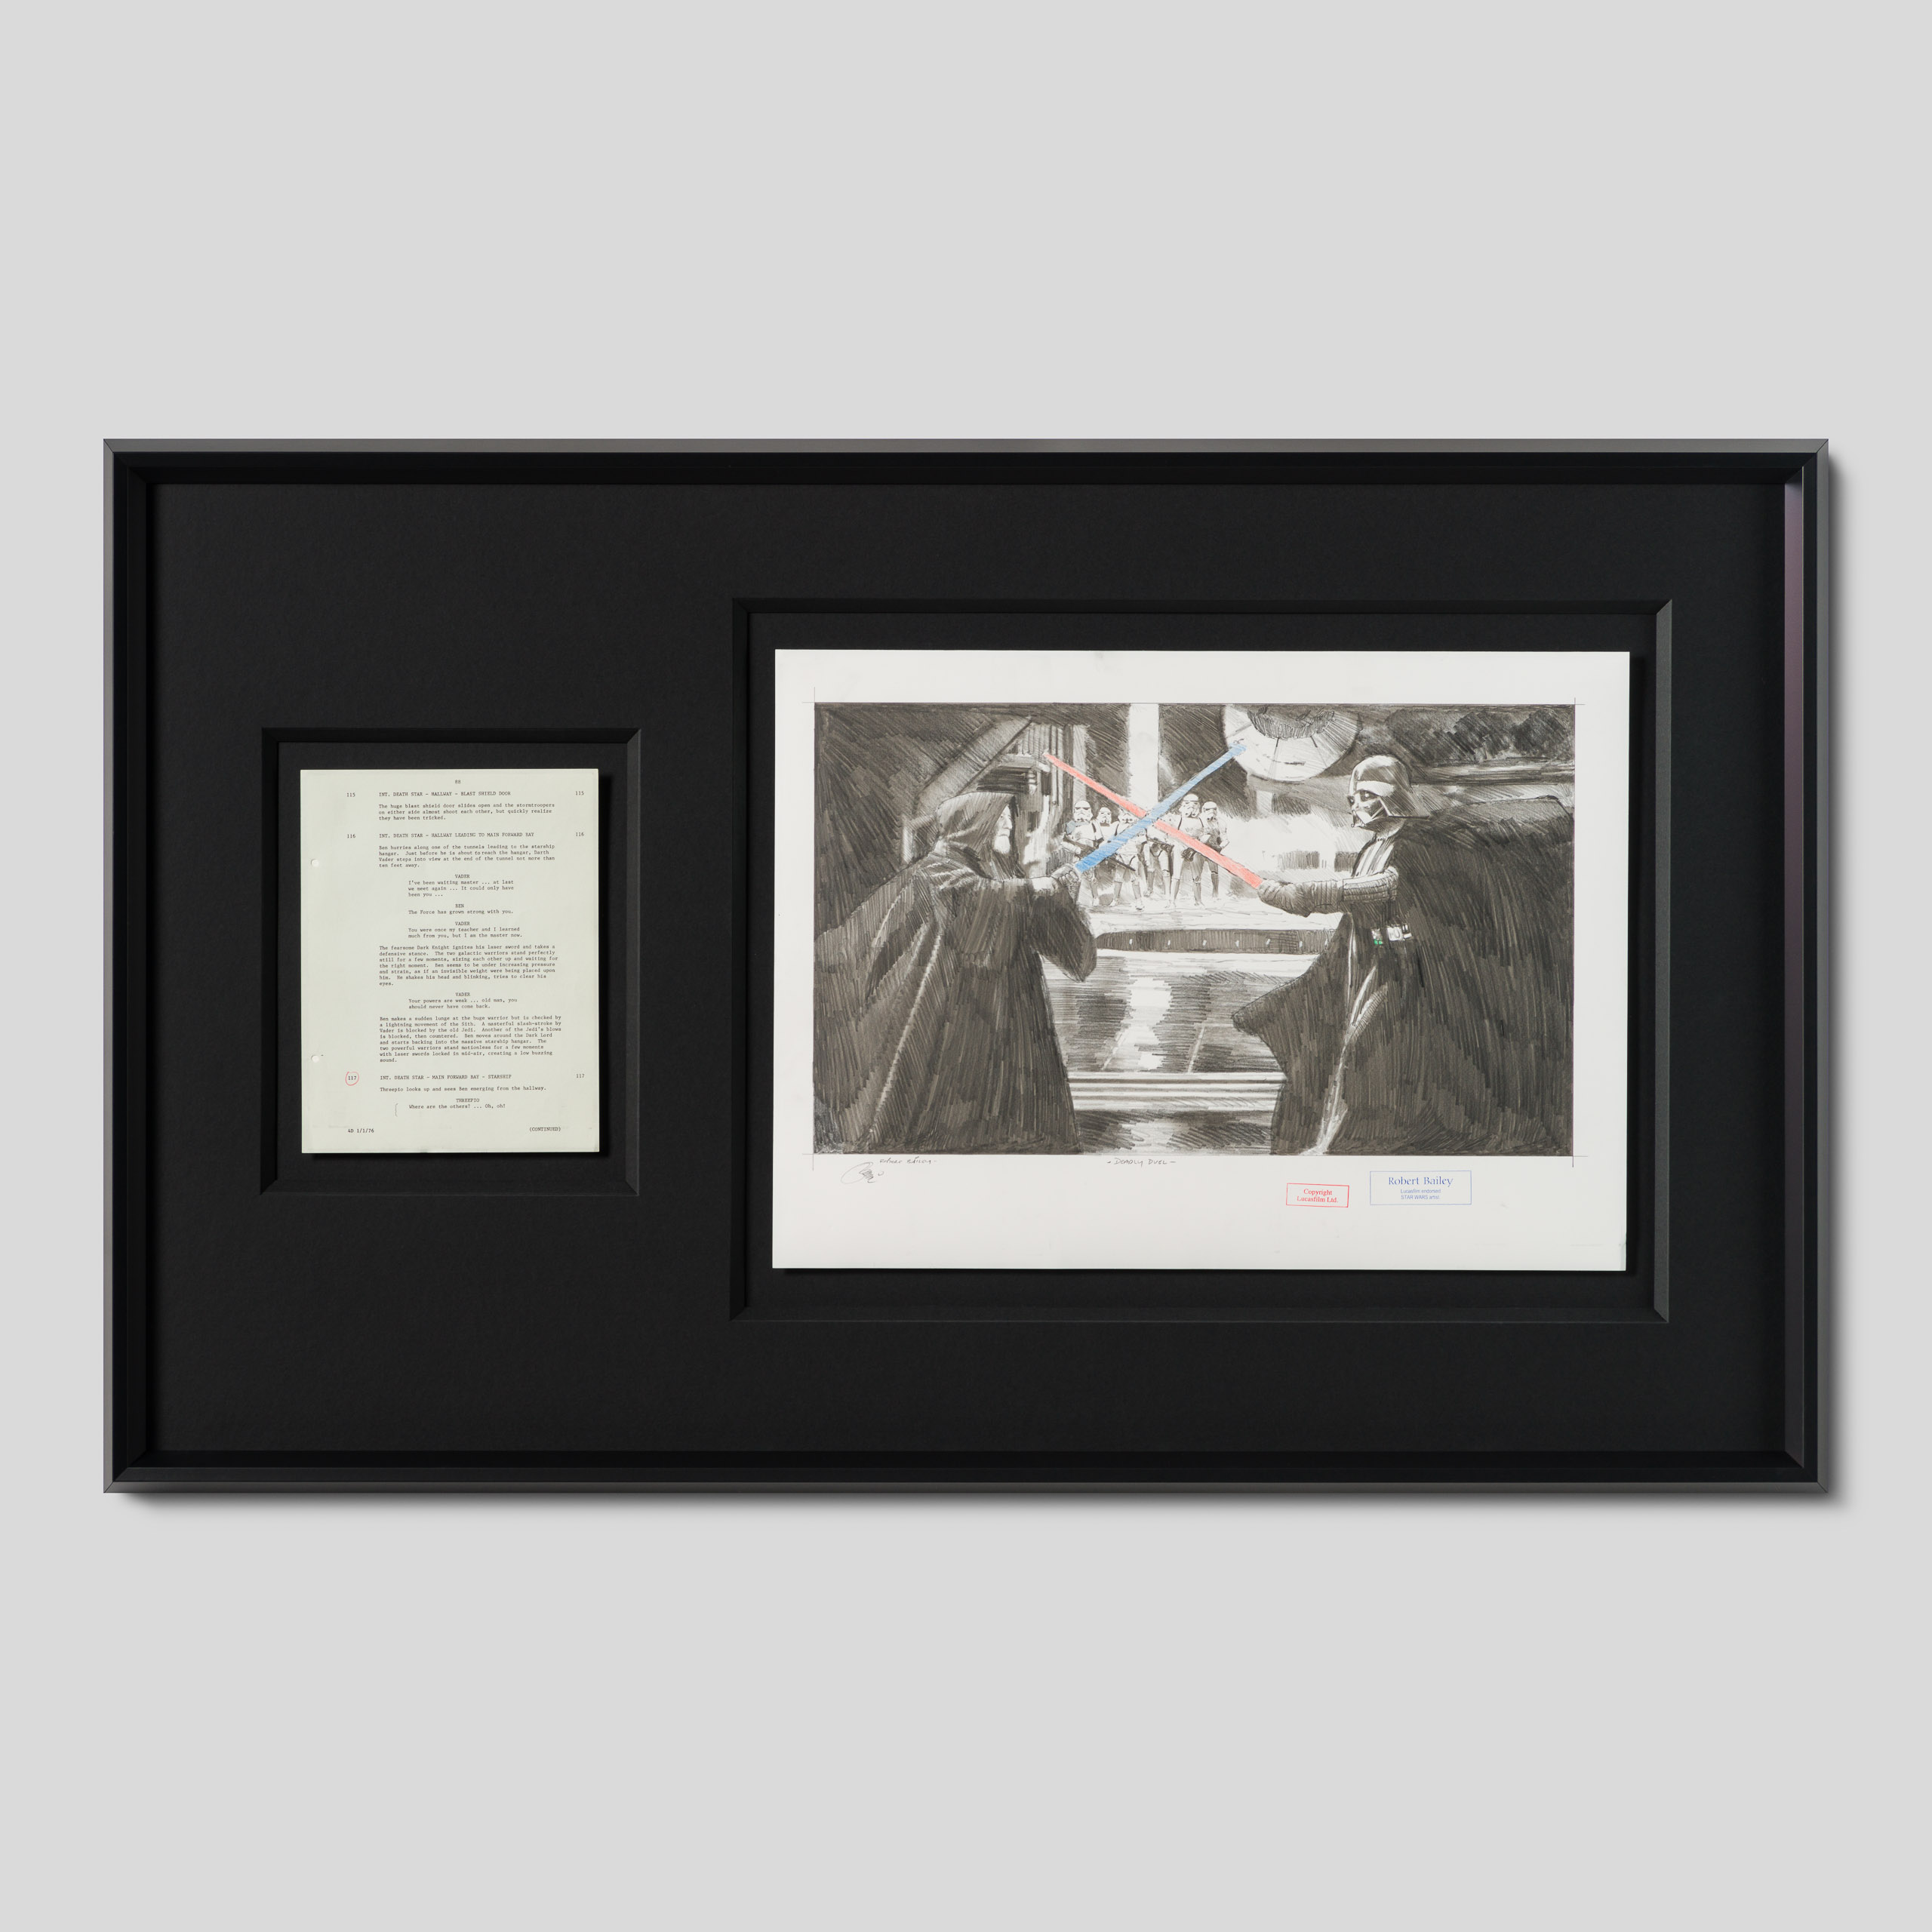 89
115 INT. DEATH STAR - HALLWAY - BLAST SHIELD DOOR 115
The huge blast shield door slides open and the stormtroopers
on either side almost shoot each other, but quickly realize
they have been tricked.
116 INT. DEATH STAR - HALLWAY LEADING TO MAIN FORWARD BAY 116
Ben hurries along one of the tunnels leading to the starship
hangar. Just before he is about to reach the hangar, Darth
Vader steps into view at the end of the tunnel not more than
ten feet away.
VADER
I've been waiting master ... at last
we meet again ... It could only have
been you ...
BEN
The Force has grown strong with you.
VADER
You were once my teacher and I learned
much from you, but I am the master now.
The fearsome Dark Knight ignites his laser sword and takes a
defensive stance. The two galactic warriors stand perfectly
still for a few moments, sizing each other up and waiting for
the right moment. Ben seems to be under increasing pressure
and strain, as if an invisible weight were being placed upon
him. He shakes his head and blinking, tries to clear his
eyes.
VADER
Your powers are weak ... old man, you
should never have come back.
Ben makes a sudden lunge at the huge warrior but is checked by
a lightning movement of the Sith. A masterful slash-stroke by
Vader is blocked by the old Jedi. Another of the Jedi's blows
is blocked, then countered. Ben moves around the Dark Lord
and starts backing into the massive starship hangar. The
two powerful warriors stand motionless for a few moments
with laser swords locked in mid-air, creating a low buzzing
sound.
117 INT. DEATH STAR - MAIN FORWARD BAY - STARSHIP 117
Threepio looks up and sees Ben emerging from the hallway.
THREEPIO
Where are the others? ... Oh, oh!
4D 1/1/76 (CONTINUED)
Robert Bailey
- DEADLY DUEL -
Copyright
Lucasfilm Ltd.
Robert Bailey
Lucasfilm endorsed
STAR WARS artist